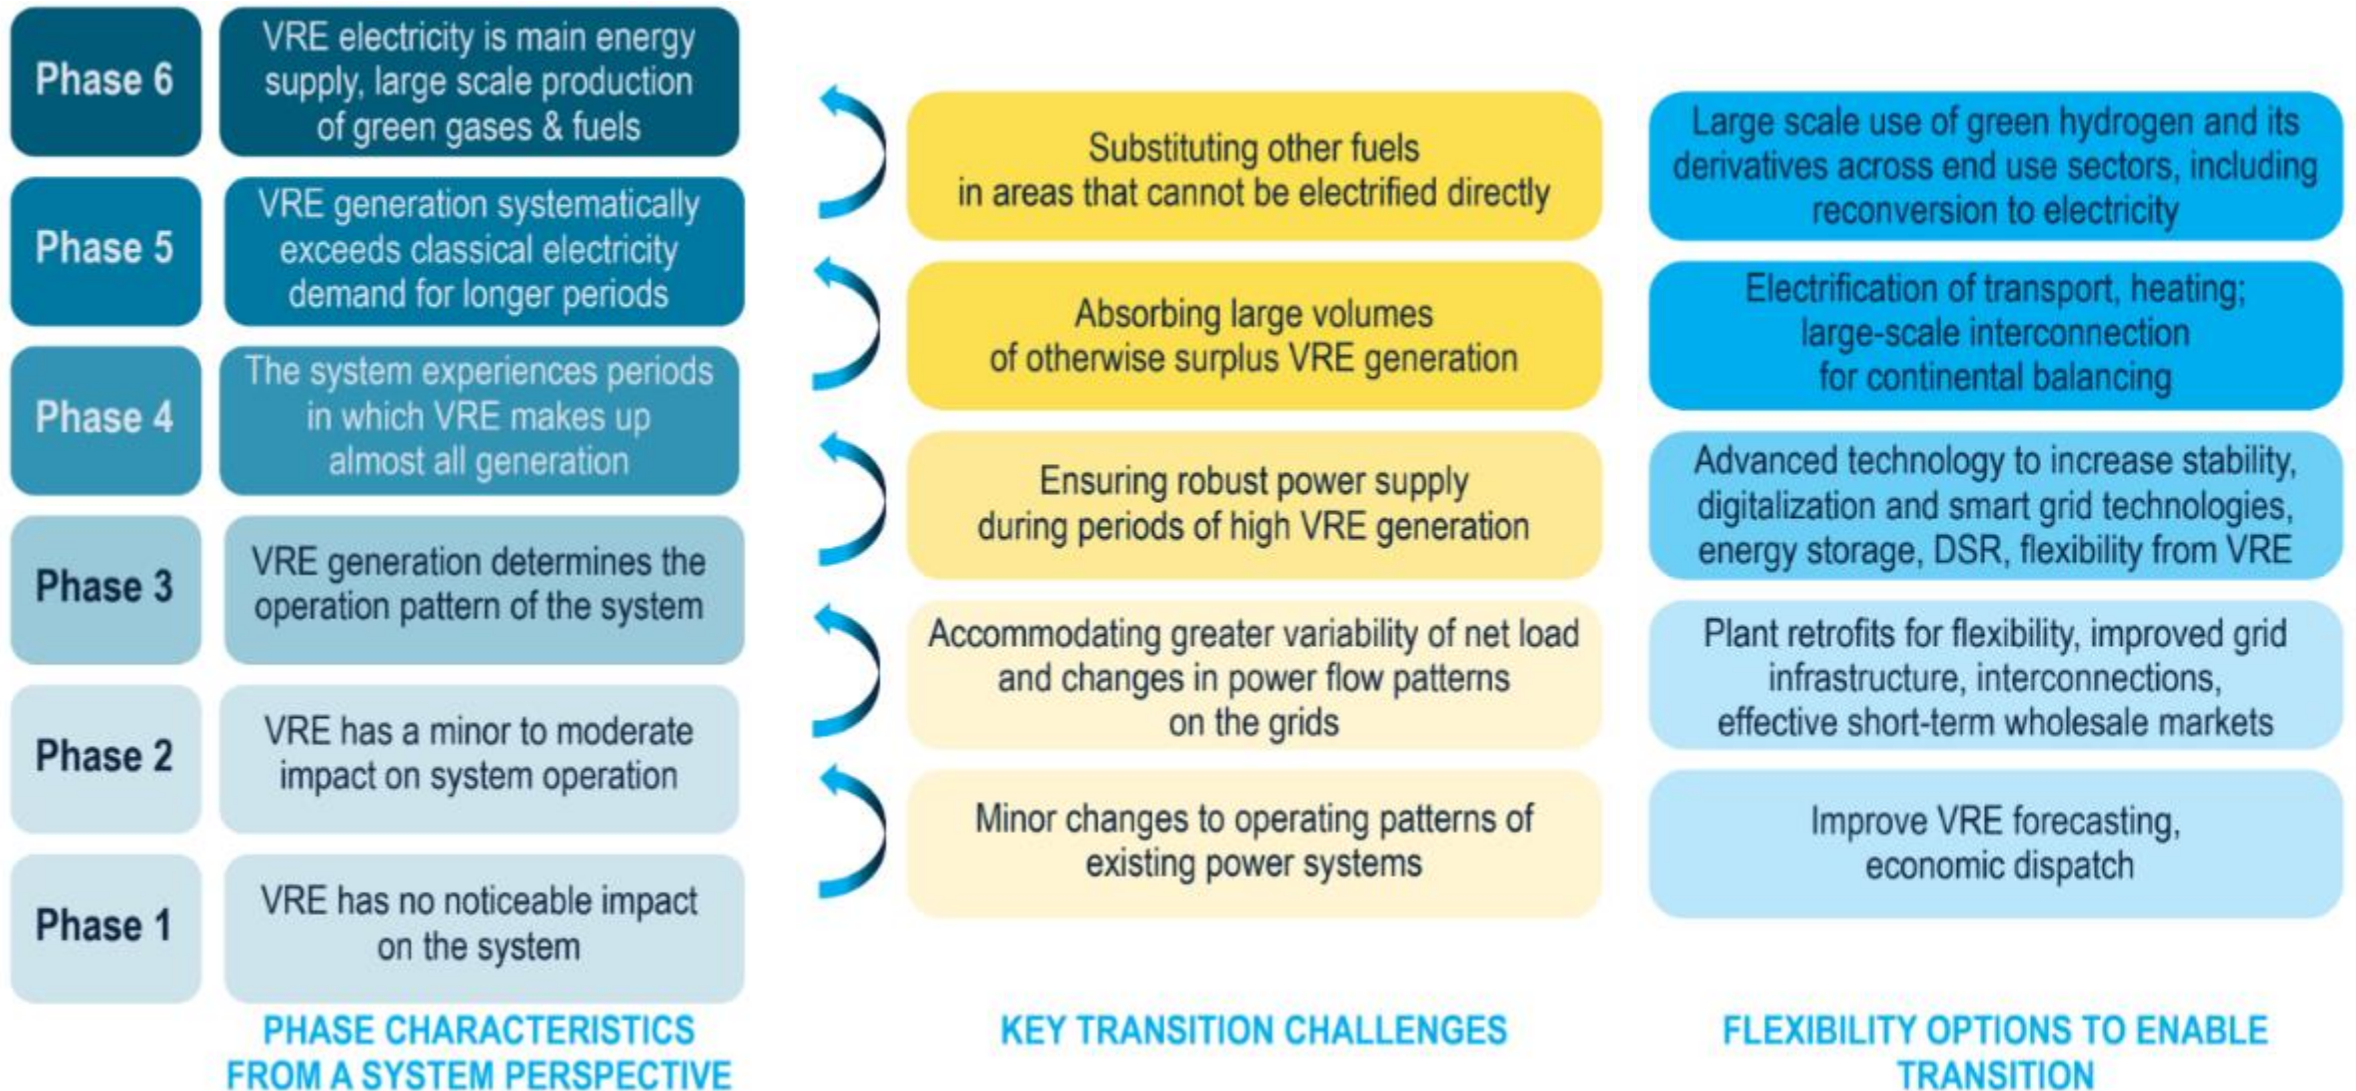 Phase 6
VRE electricity is main energy
supply, large scale production
of green gases & fuels
Phase 5
VRE generation systematically
exceeds classical electricity
demand for longer periods
Phase 4
The system experiences periods
in which VRE makes up
almost all generation
Phase 3
VRE generation determines the
operation pattern of the system
Phase 2
VRE has a minor to moderate
impact on system operation
Phase 1
VRE has no noticeable impact
on the system
PHASE CHARACTERISTICS
FROM A SYSTEM PERSPECTIVE
Substituting other fuels
in areas that cannot be electrified directly
Absorbing large volumes
of otherwise surplus VRE generation
Ensuring robust power supply
during periods of high VRE generation
Accommodating greater variability of net load
and changes in power flow patterns
on the grids
Minor changes to operating patterns of
existing power systems
KEY TRANSITION CHALLENGES
Large scale use of green hydrogen and its
derivatives across end use sectors, including
reconversion to electricity
Electrification of transport, heating;
large-scale interconnection
for continental balancing
Advanced technology to increase stability,
digitalization and smart grid technologies,
energy storage, DSR, flexibility from VRE
Plant retrofits for flexibility, improved grid
infrastructure, interconnections,
effective short-term wholesale markets
Improve VRE forecasting,
economic dispatch
FLEXIBILITY OPTIONS TO ENABLE
TRANSITION